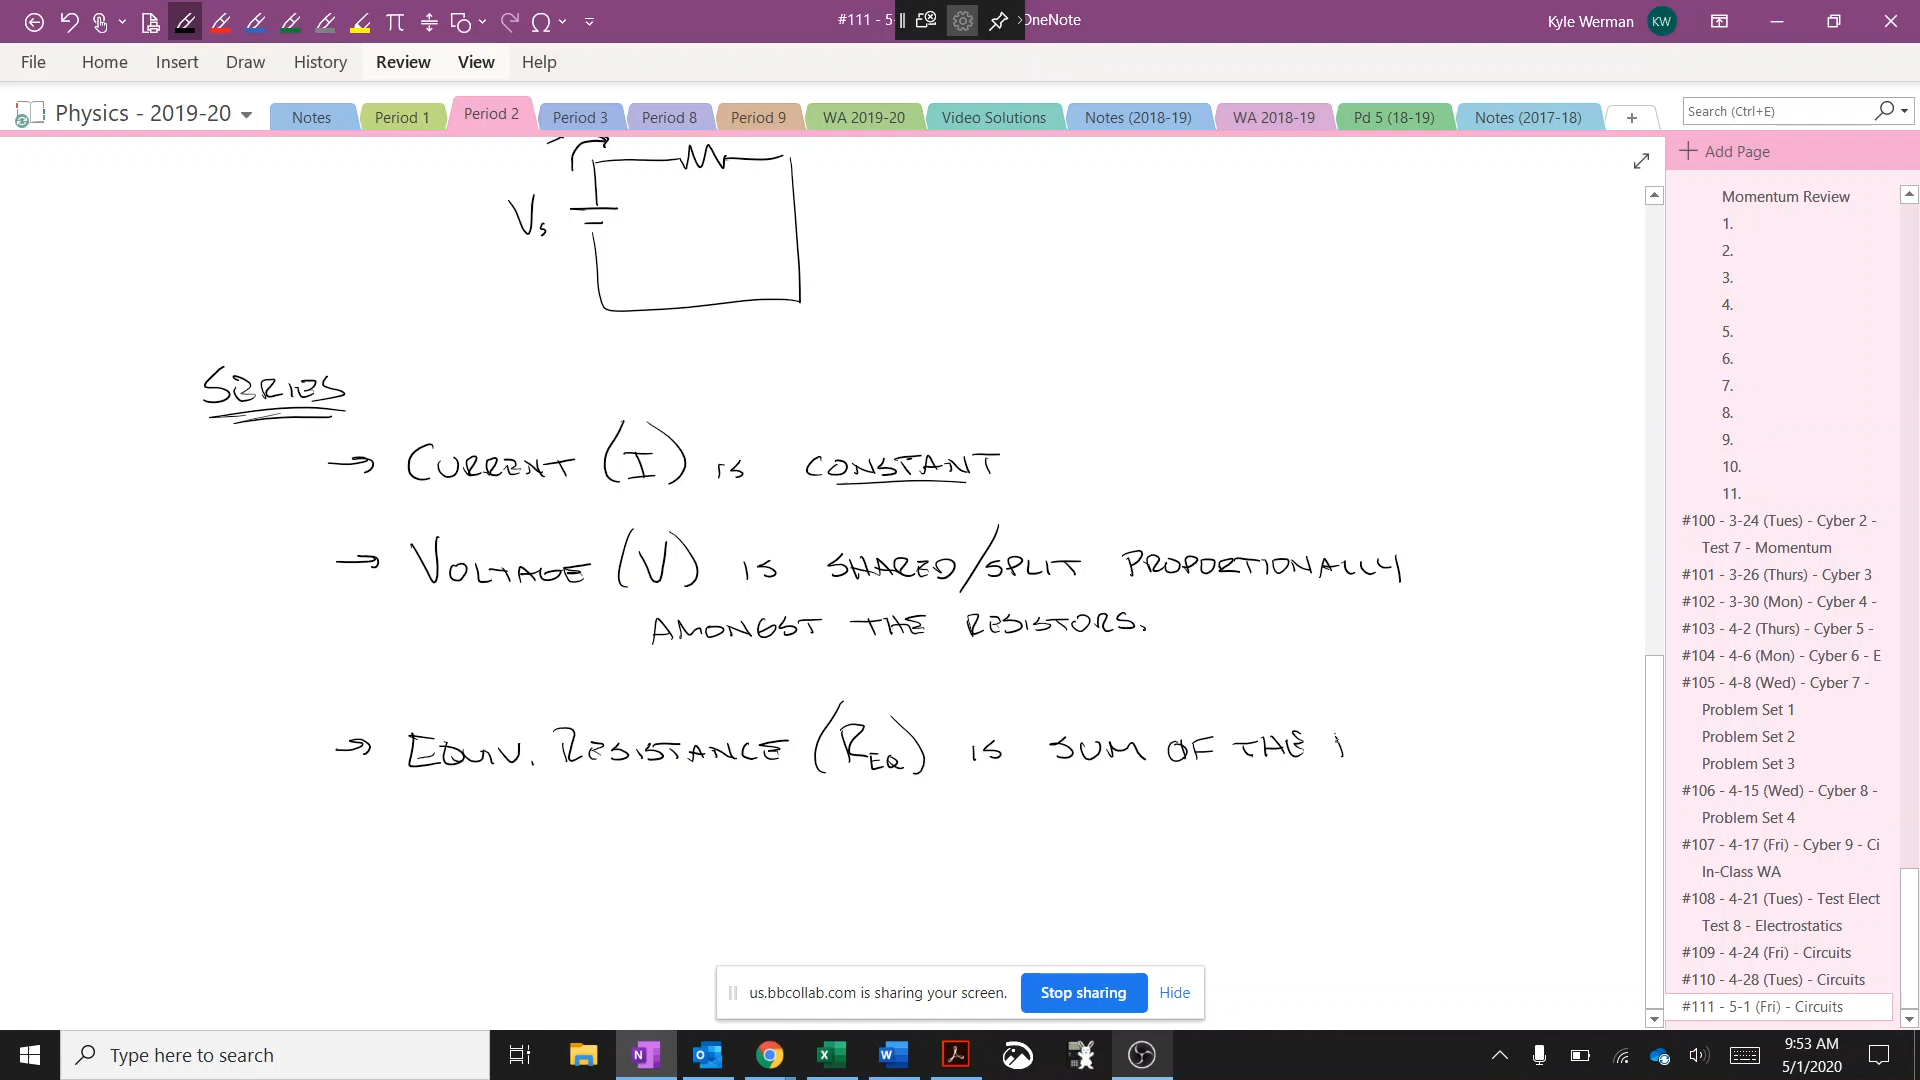 #111 - 5-
OneNote
Kyle Werman
KW
File Home Insert Draw History Review View Help
Physics - 2019-20
Notes
Period 1
Period 2
Period 3
Period 8
Period 9
WA 2019-20
Video Solutions
Notes (2018-19)
WA 2018-19
Pd 5 (18-19)
Notes (2017-18)
+
Search (Ctrl+E)
Vs
SERIES
→ CURRENT (I) IS CONSTANT
→ VOLTAGE (V) IS SHARED/SPLIT PROPORTIONALLY
AMONGST THE RESISTORS.
→ EQUIV. RESISTANCE (REQ) IS SUM OF THE
Add Page
Momentum Review
1.
2.
3.
4.
5.
6.
7.
8.
9.
10.
11.
#100 - 3-24 (Tues) - Cyber 2 -
Test 7 - Momentum
#101 - 3-26 (Thurs) - Cyber 3
#102 - 3-30 (Mon) - Cyber 4 -
#103 - 4-2 (Thurs) - Cyber 5 -
#104 - 4-6 (Mon) - Cyber 6 - E
#105 - 4-8 (Wed) - Cyber 7 -
Problem Set 1
Problem Set 2
Problem Set 3
#106 - 4-15 (Wed) - Cyber 8 -
Problem Set 4
#107 - 4-17 (Fri) - Cyber 9 - Ci
In-Class WA
#108 - 4-21 (Tues) - Test Elect
Test 8 - Electrostatics
#109 - 4-24 (Fri) - Circuits
#110 - 4-28 (Tues) - Circuits
#111 - 5-1 (Fri) - Circuits
us.bbcollab.com is sharing your screen.
Stop sharing
Hide
Type here to search
9:53 AM
5/1/2020